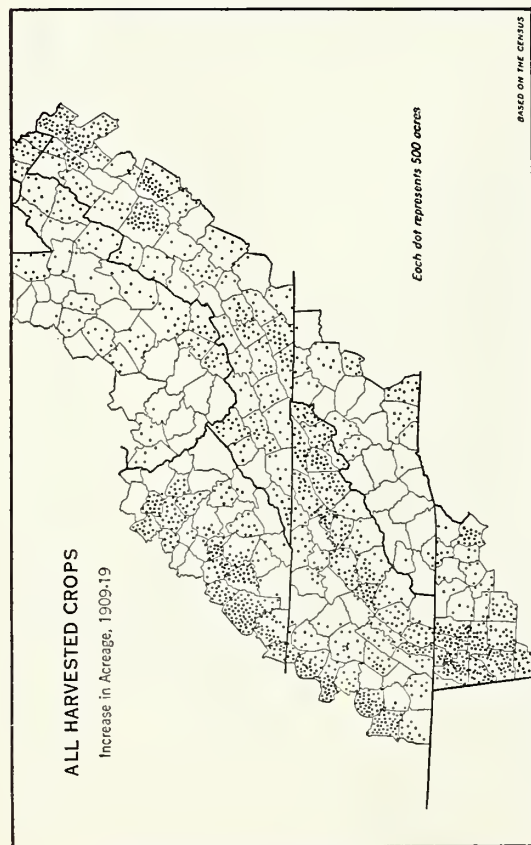 ALL HARVESTED CROPS
Increase in Acreage, 1909-19
Each dot represents 500 acres
BASED ON THE CENSUS